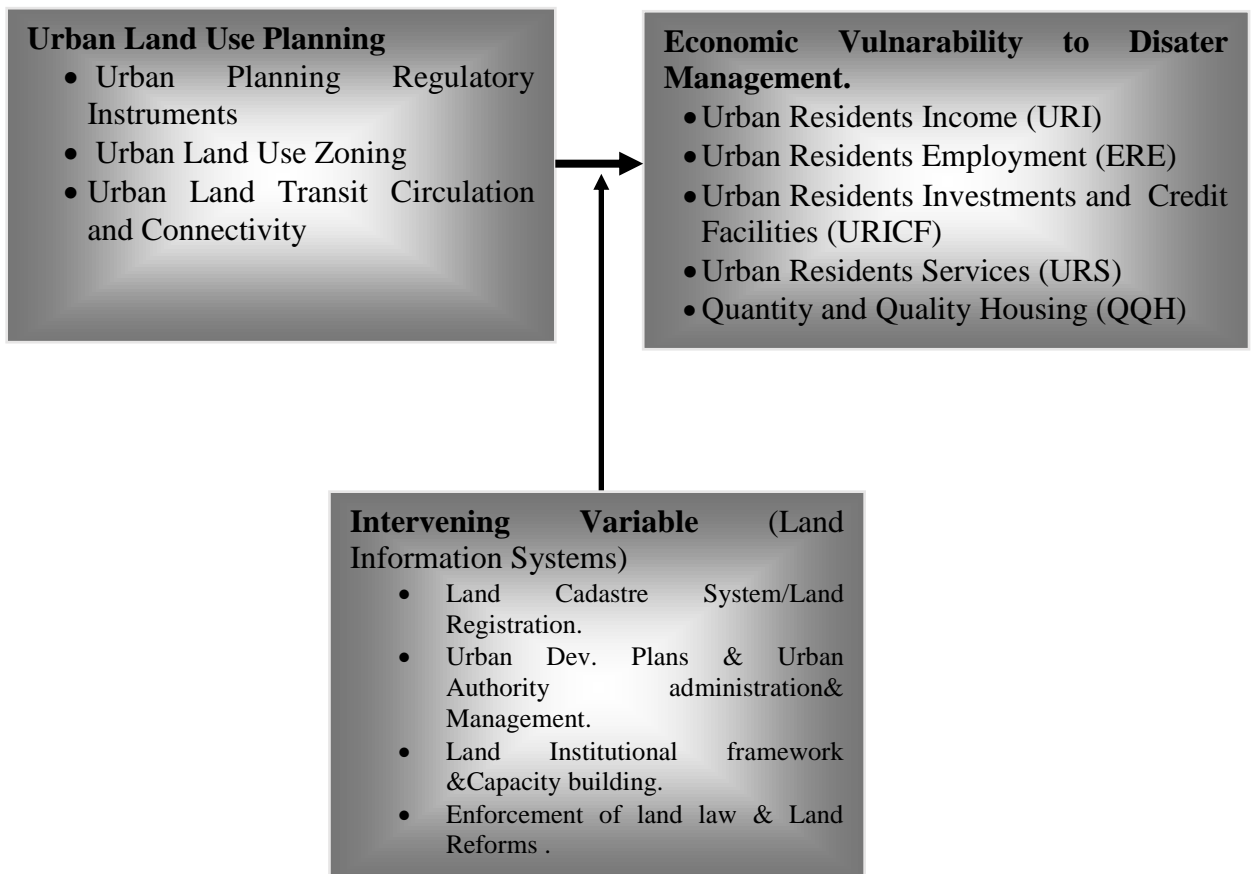 Urban Land Use Planning
• Urban Planning Regulatory
Instruments
• Urban Land Use Zoning
• Urban Land Transit Circulation
and Connectivity
Economic Vulnarability to Disater
Management.
• Urban Residents Income (URI)
• Urban Residents Employment (ERE)
• Urban Residents Investments and Credit
Facilities (URICF)
• Urban Residents Services (URS)
• Quantity and Quality Housing (QQH)
Intervening Variable (Land
Information Systems)
• Land Cadastre System/Land
Registration.
• Urban Dev. Plans & Urban
Authority administration&
Management.
• Land Institutional framework
&Capacity building.
• Enforcement of land law & Land
Reforms .